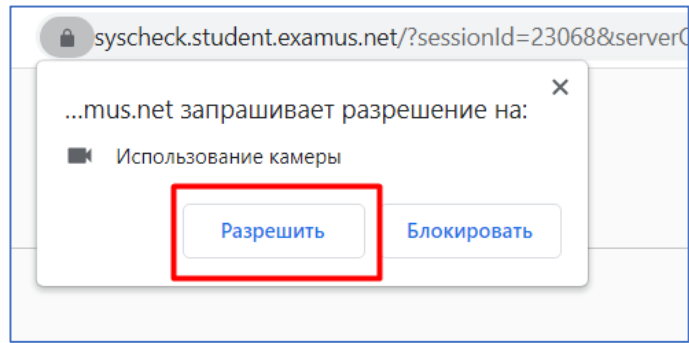 syscheck.student.examus.net/?sessionId=23068&server
...mus.net запрашивает разрешение на:
Использование камеры
Разрешить
Блокировать